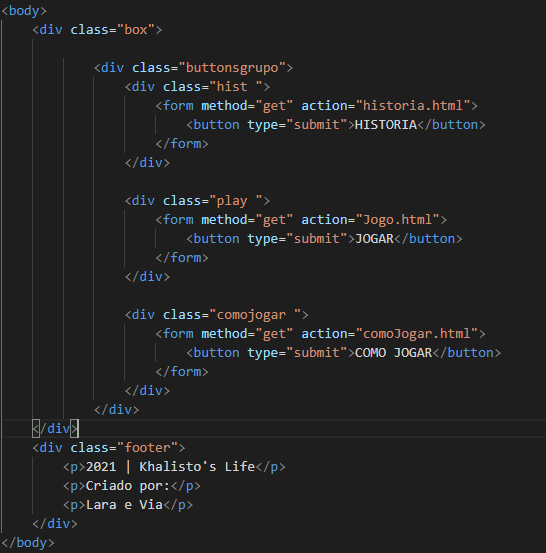 <body>
<div class="box">
<div class="buttonsgrupo">
<div class="hist ">
<form method="get" action="historia.html">
<button type="submit">HISTORIA</button>
</form>
</div>
<div class="play ">
<form method="get" action="Jogo.html">
<button type="submit">JOGAR</button>
</form>
</div>
<div class="comojogar ">
<form method="get" action="comoJogar.html">
<button type="submit">COMO JOGAR</button>
</form>
</div>
</div>
</div>
<div class="footer">
<p>2021 | Khalisto's Life</p>
<p>Criado por:</p>
<p>Lara e Via</p>
</div>
</body>